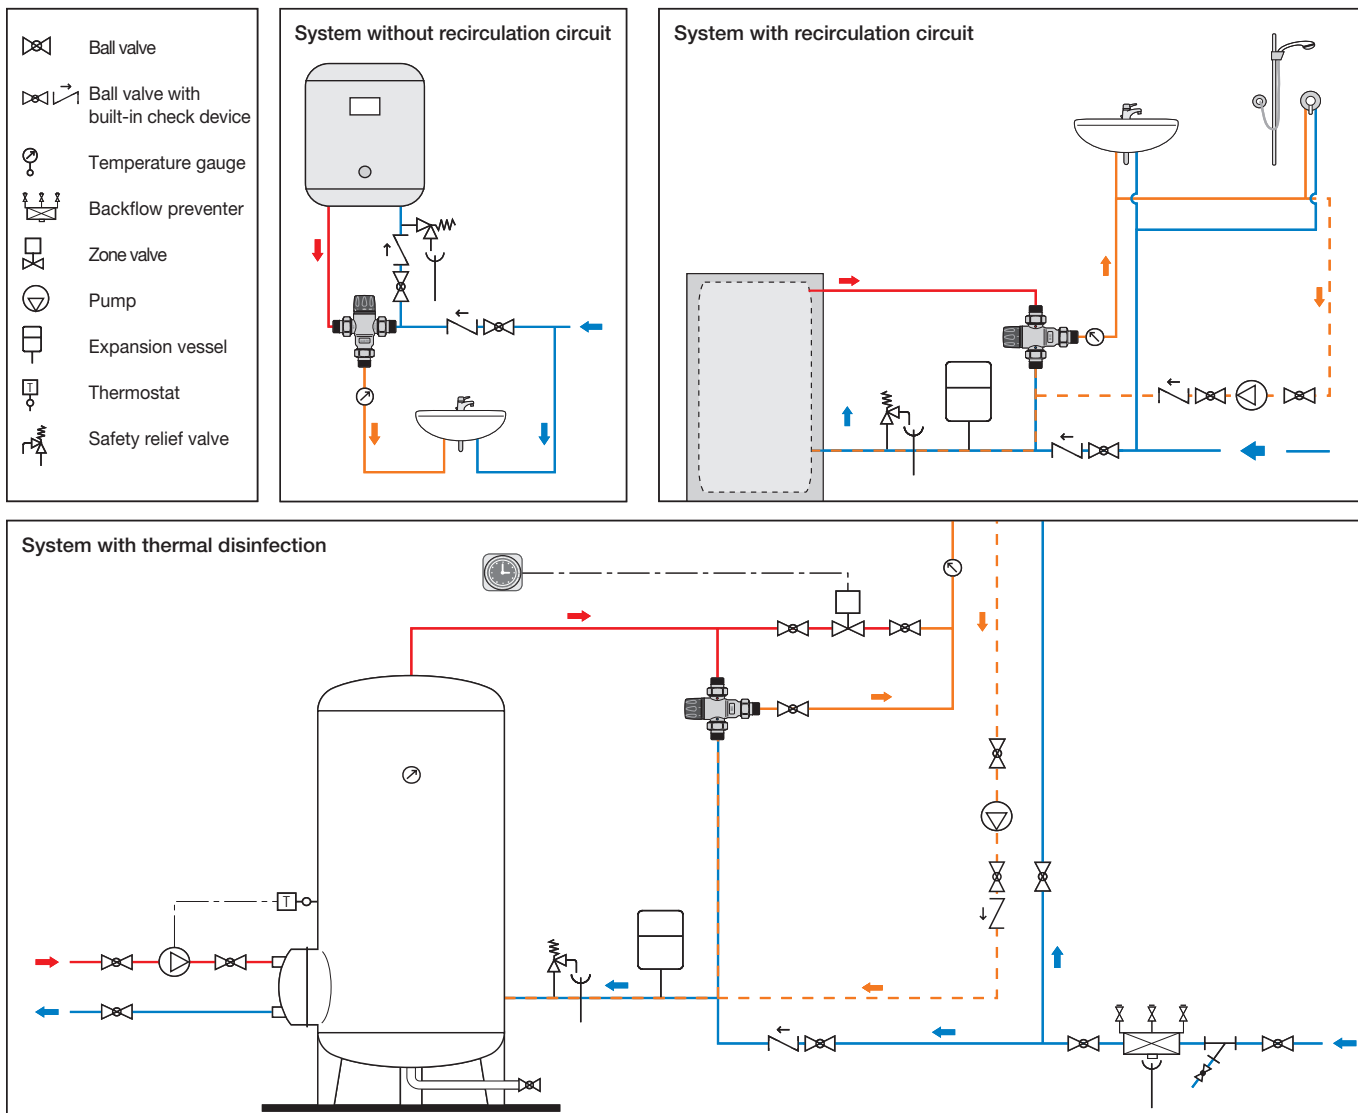 Ball valve
Ball valve with
built-in check device
Temperature gauge
Backflow preventer
Zone valve
Pump
Expansion vessel
T
Thermostat
Safety relief valve
System without recirculation circuit
System with recirculation circuit
System with thermal disinfection
T